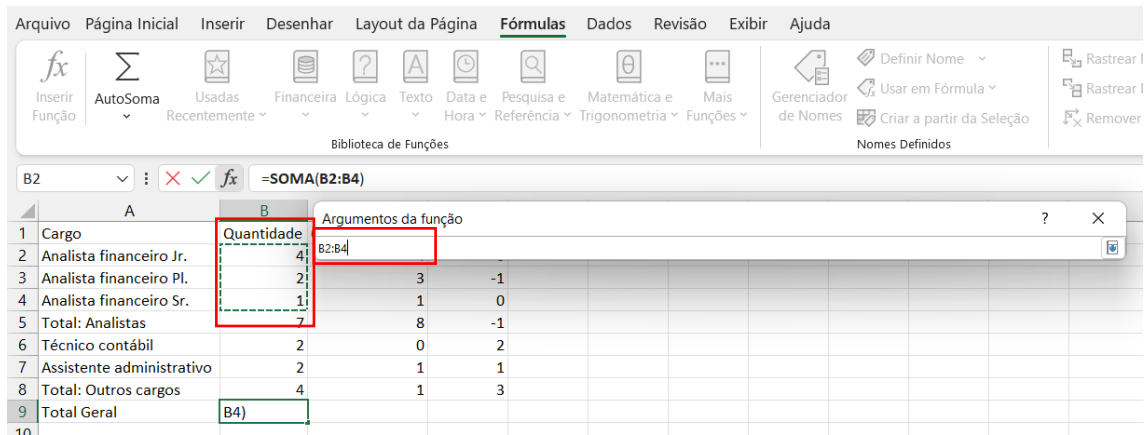 Arquivo Página Inicial Inserir Desenhar Layout da Página Fórmulas Dados Revisão Exibir Ajuda
fx Inserir Função
Σ AutoSoma
Usadas Recentemente
Financeira
Lógica
Texto
Data e Hora
Pesquisa e Referência
Matemática e Trigonometria
Mais Funções
Biblioteca de Funções
Gerenciador de Nomes
Definir Nome
Usar em Fórmula
Criar a partir da Seleção
Nomes Definidos
Rastrear
Rastrear
Remover
B2 fx =SOMA(B2:B4)
A B
Argumentos da função ? ×
B2:B4
1 Cargo Quantidade
2 Analista financeiro Jr. 4
3 Analista financeiro Pl. 2 3 -1
4 Analista financeiro Sr. 1 1 0
5 Total: Analistas 7 8 -1
6 Técnico contábil 2 0 2
7 Assistente administrativo 2 1 1
8 Total: Outros cargos 4 1 3
9 Total Geral B4)
10